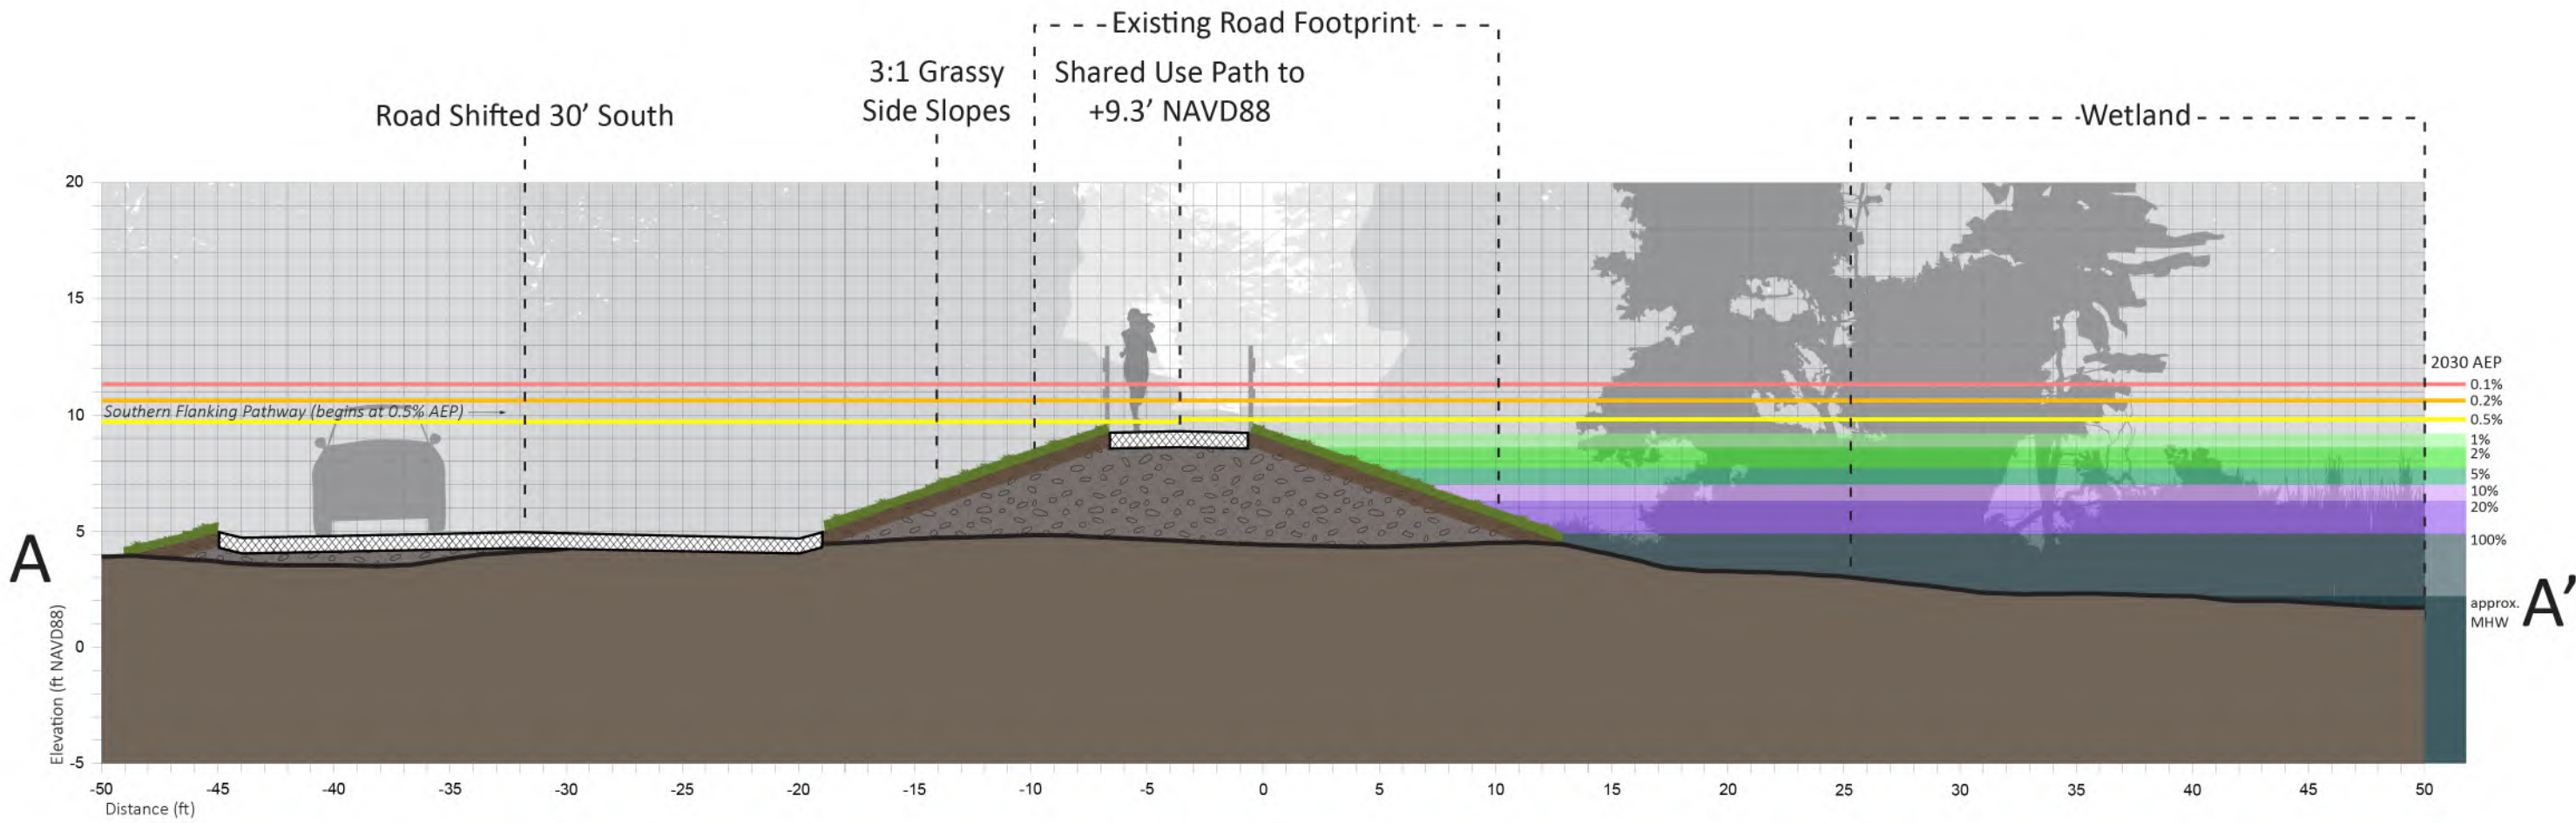 Existing Road Footprint
3:1 Grassy
Side Slopes
Shared Use Path to
+9.3' NAVD88
Road Shifted 30' South
Wetland
20
15
10
5
0
-5
Elevation (ft NAVD88)
Southern Flanking Pathway (begins at 0.5% AEP)
2030 AEP
0.1%
0.2%
0.5%
1%
2%
5%
10%
20%
100%
approx.
MHW
A
A'
-50 -45 -40 -35 -30 -25 -20 -15 -10 -5 0 5 10 15 20 25 30 35 40 45 50
Distance (ft)